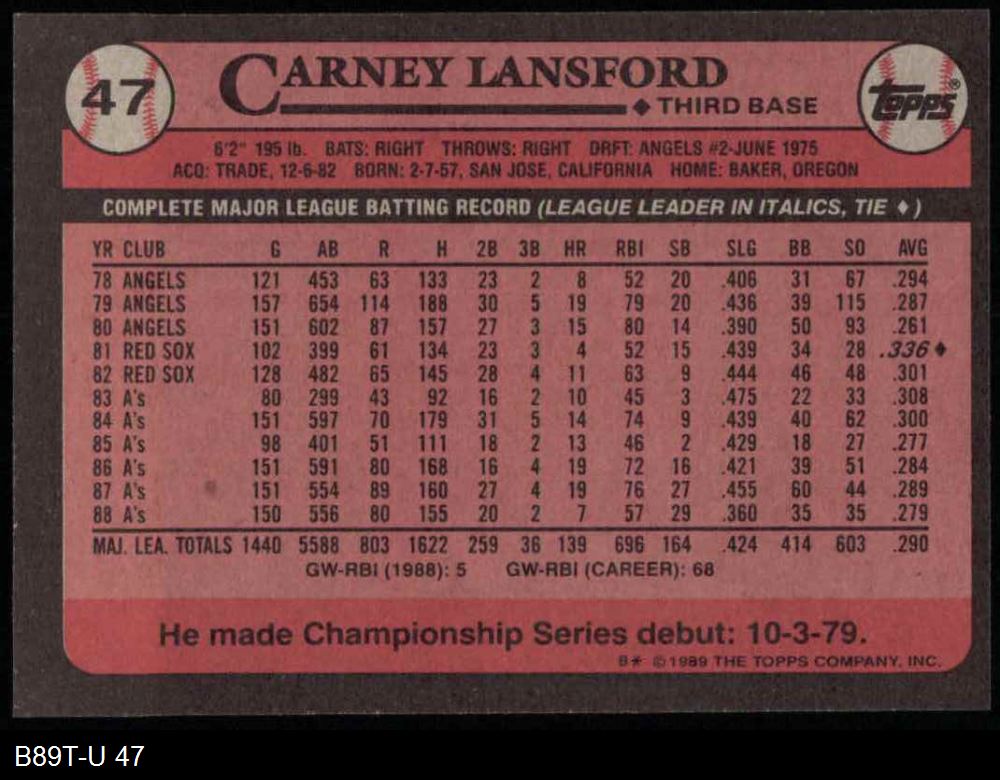 47
CARNEY LANSFORD
◆ THIRD BASE
topps®
6'2" 195 lb. BATS: RIGHT THROWS: RIGHT DRFT: ANGELS #2-JUNE 1975
ACQ: TRADE, 12-6-82 BORN: 2-7-57, SAN JOSE, CALIFORNIA HOME: BAKER, OREGON
COMPLETE MAJOR LEAGUE BATTING RECORD (LEAGUE LEADER IN ITALICS, TIE ♦)
YR CLUB G AB R H 2B 3B HR RBI SB SLG BB SO AVG
78 ANGELS 121 453 63 133 23 2 8 52 20 .406 31 67 .294
79 ANGELS 157 654 114 188 30 5 19 79 20 .436 39 115 .287
80 ANGELS 151 602 87 157 27 3 15 80 14 .390 50 93 .261
81 RED SOX 102 399 61 134 23 3 4 52 15 .439 34 28 .336♦
82 RED SOX 128 482 65 145 28 4 11 63 9 .444 46 48 .301
83 A's 80 299 43 92 16 2 10 45 3 .475 22 33 .308
84 A's 151 597 70 179 31 5 14 74 9 .439 40 62 .300
85 A's 98 401 51 111 18 2 13 46 2 .429 18 27 .277
86 A's 151 591 80 168 16 4 19 72 16 .421 39 51 .284
87 A's 151 554 89 160 27 4 19 76 27 .455 60 44 .289
88 A's 150 556 80 155 20 2 7 57 29 .360 35 35 .279
MAJ. LEA. TOTALS 1440 5588 803 1622 259 36 139 696 164 .424 414 603 .290
GW-RBI (1988): 5 GW-RBI (CAREER): 68
He made Championship Series debut: 10-3-79.
B* © 1989 THE TOPPS COMPANY, INC.
B89T-U 47